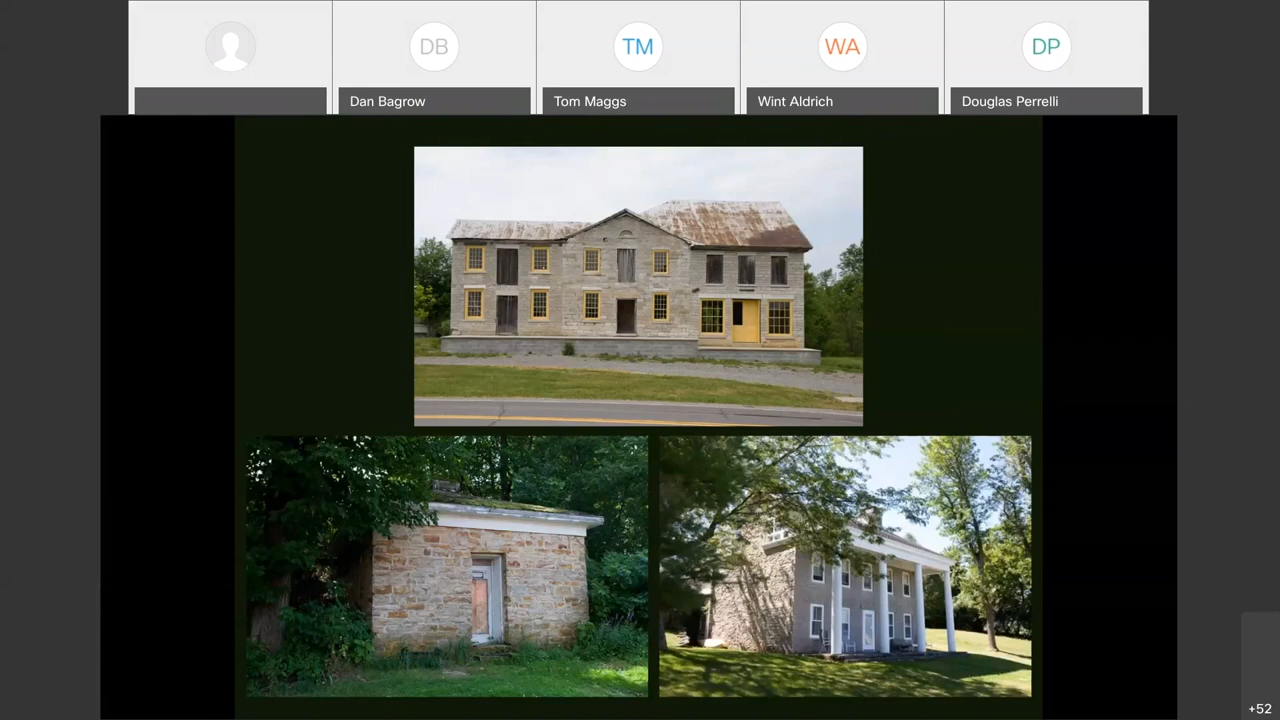 DB
TM
WA
DP
Dan Bagrow
Tom Maggs
Wint Aldrich
Douglas Perrelli
+52